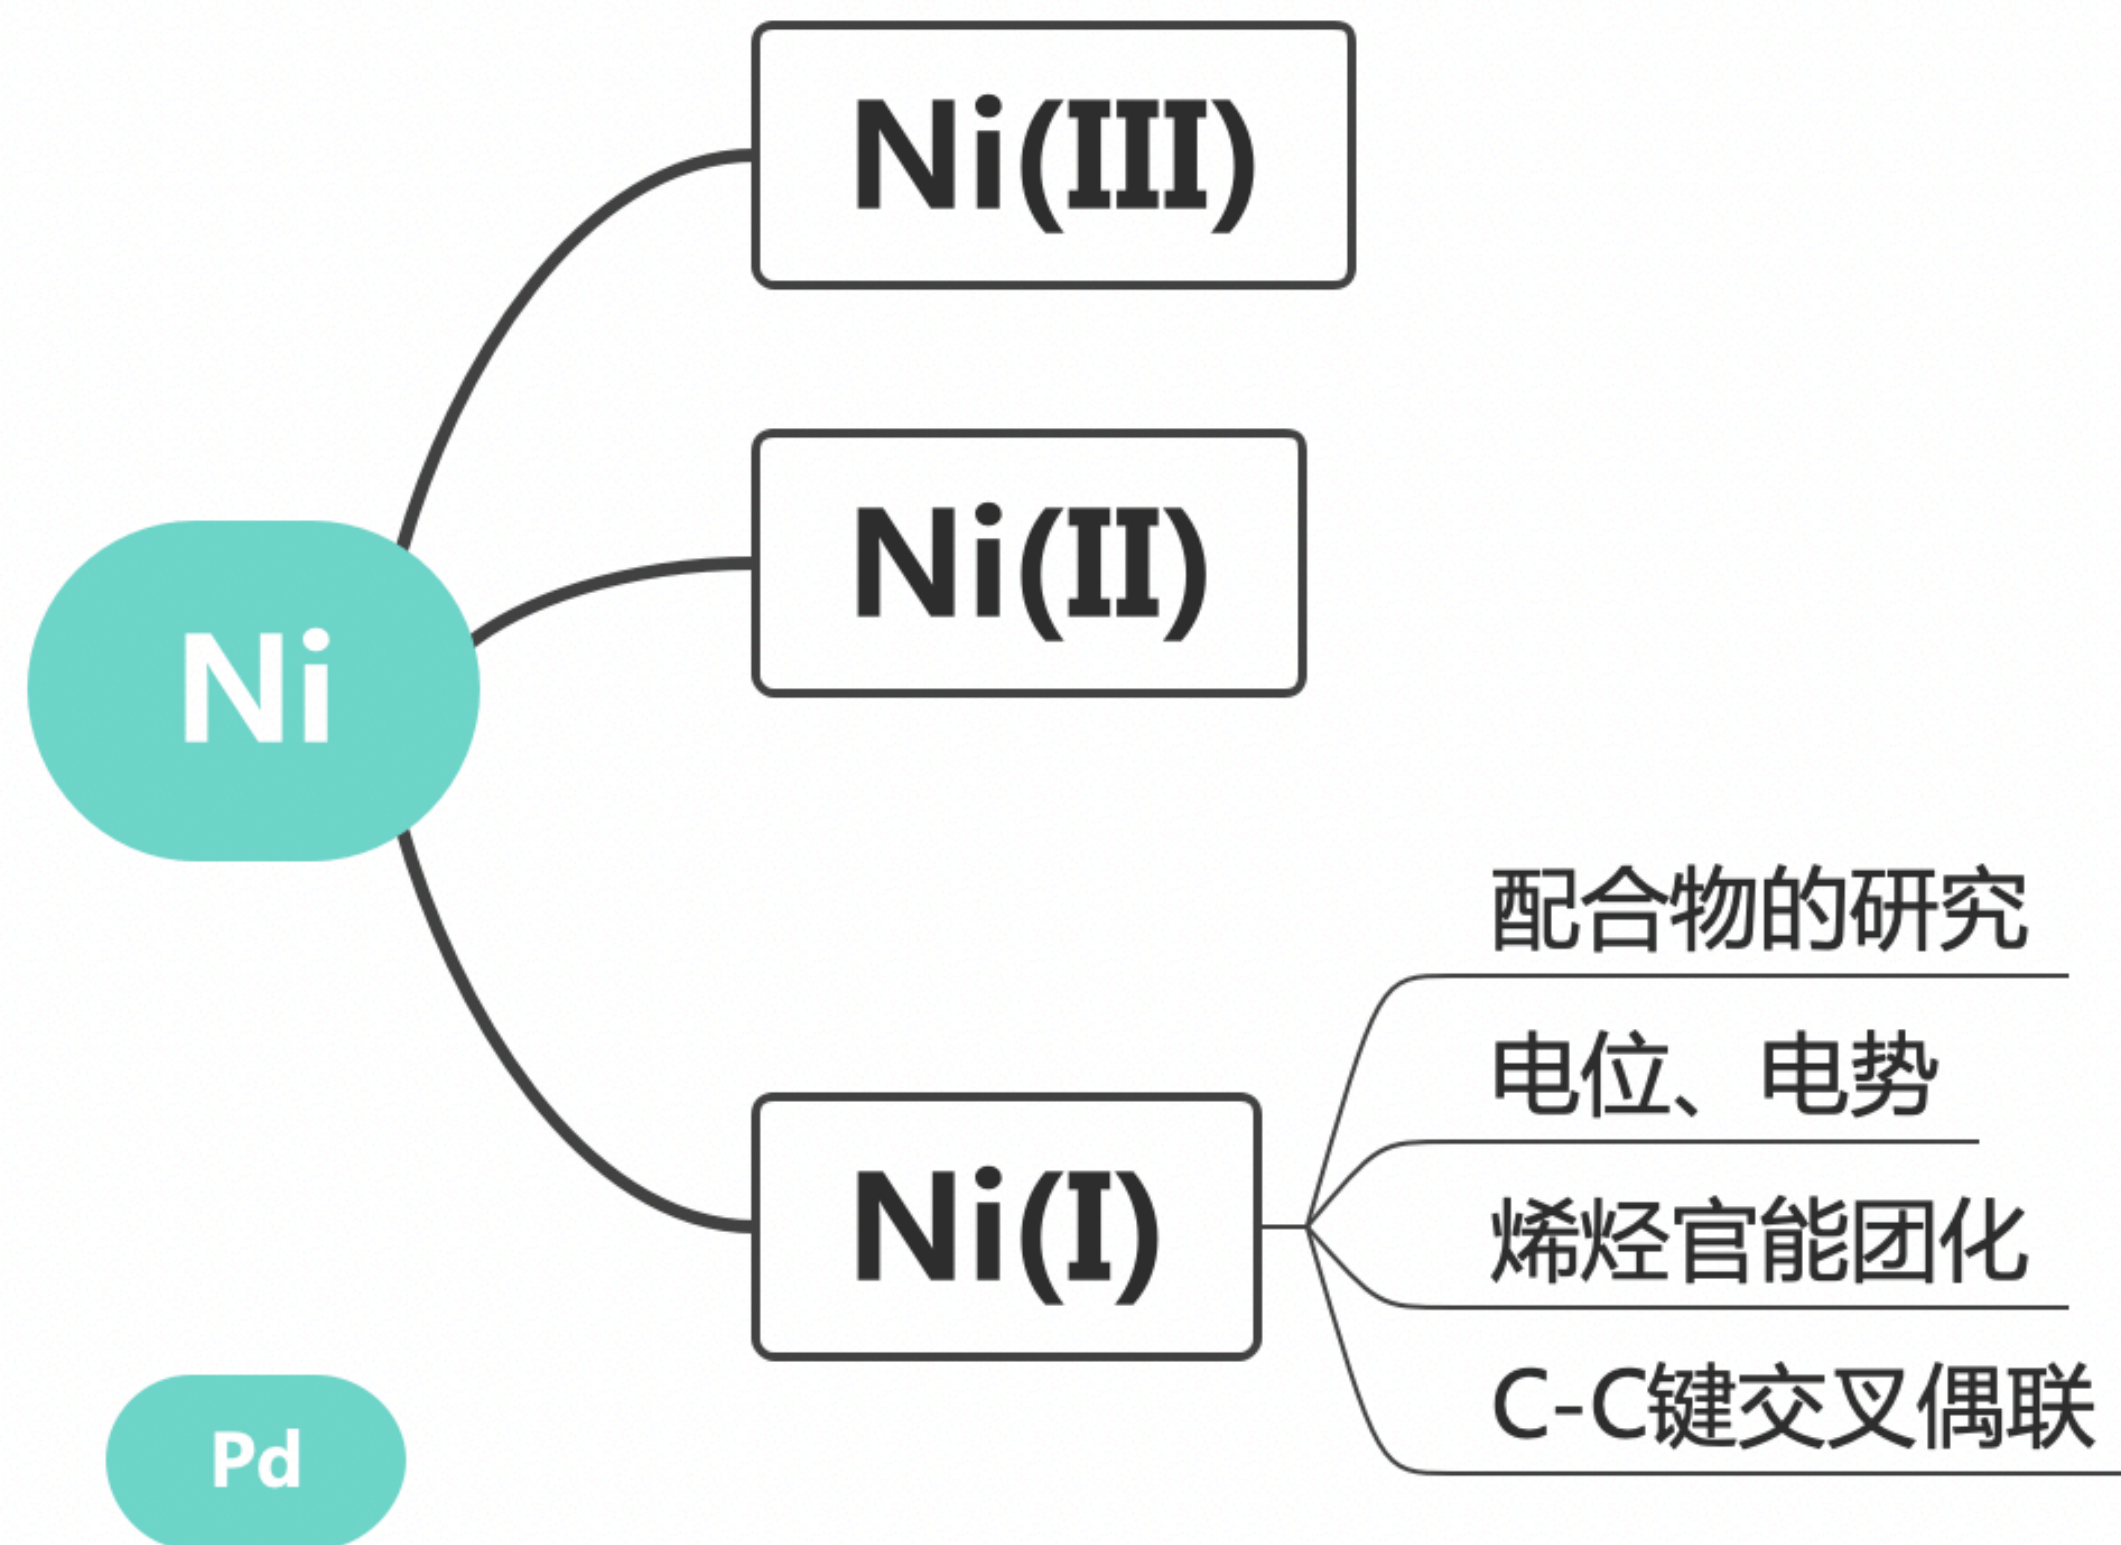 Ni(III)
Ni(II)
Ni
配合物的研究
电位、电势
Ni(I)
烯烃官能团化
C-C键交叉偶联
Pd